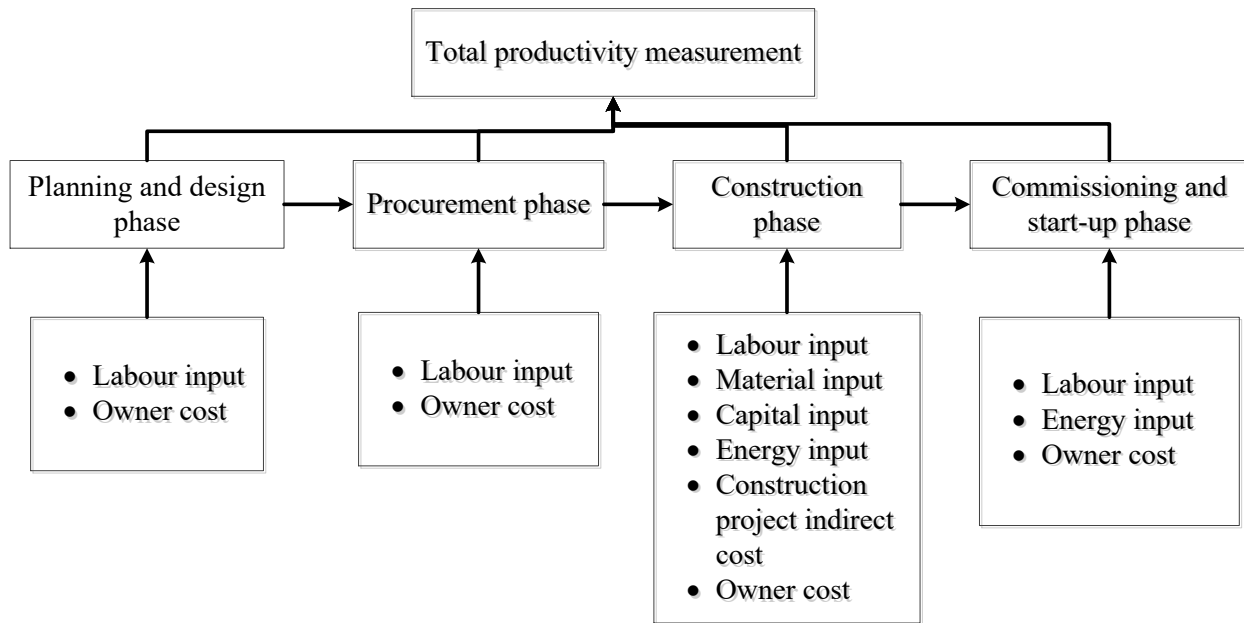 Total productivity measurement
Planning and design
phase
Procurement phase
Construction
phase
Commissioning and
start-up phase
• Labour input
• Owner cost
• Labour input
• Owner cost
• Labour input
• Material input
• Capital input
• Energy input
• Construction
project indirect
cost
• Owner cost
• Labour input
• Energy input
• Owner cost